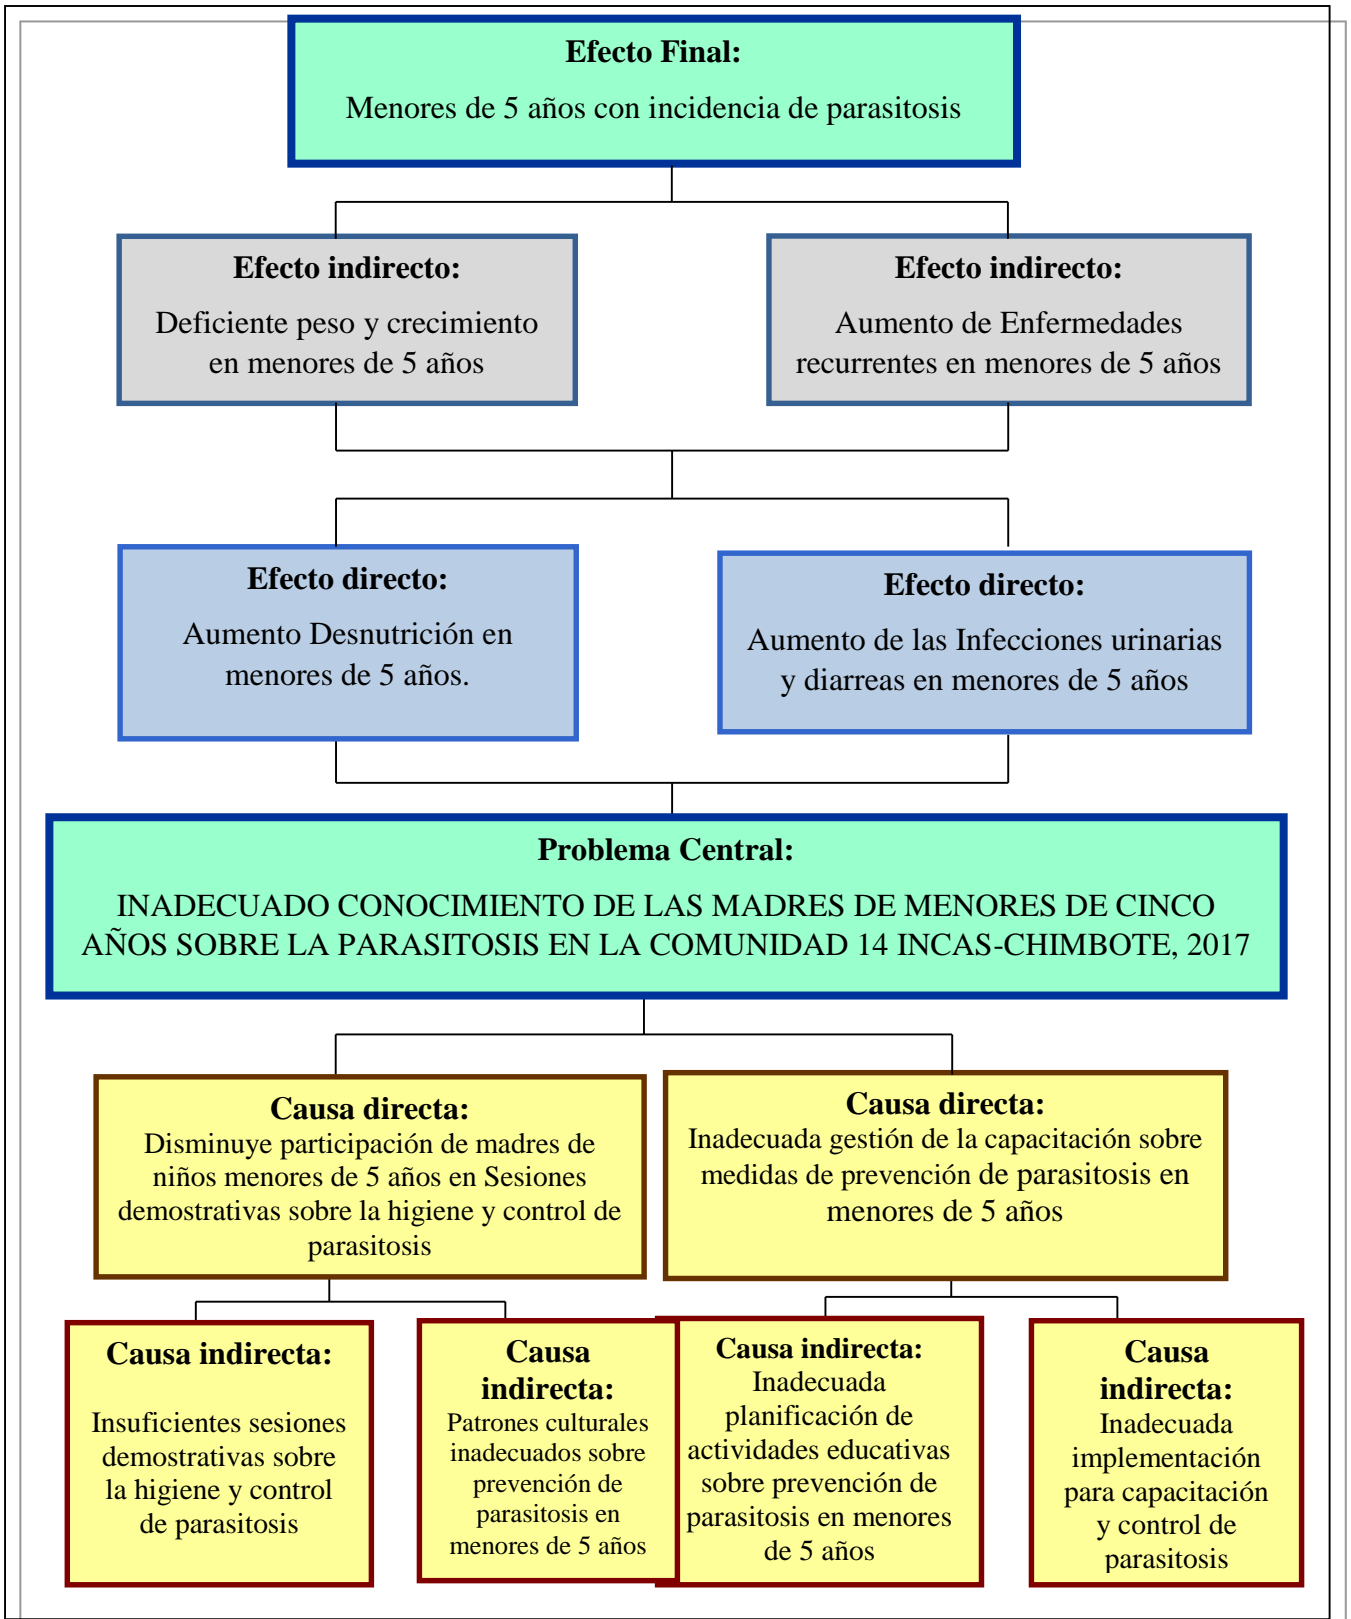 Efecto Final:
Menores de 5 años con incidencia de parasitosis
Efecto indirecto:
Deficiente peso y crecimiento
en menores de 5 años
Efecto indirecto:
Aumento de Enfermedades
recurrentes en menores de 5 años
Efecto directo:
Aumento Desnutrición en
menores de 5 años.
Efecto directo:
Aumento de las Infecciones urinarias
y diarreas en menores de 5 años
Problema Central:
INADECUADO CONOCIMIENTO DE LAS MADRES DE MENORES DE CINCO
AÑOS SOBRE LA PARASITOSIS EN LA COMUNIDAD 14 INCAS-CHIMBOTE, 2017
Causa directa:
Disminuye participación de madres de
niños menores de 5 años en Sesiones
demostrativas sobre la higiene y control de
parasitosis
Causa directa:
Inadecuada gestión de la capacitación sobre
medidas de prevención de parasitosis en
menores de 5 años
Causa indirecta:
Insuficientes sesiones
demostrativas sobre
la higiene y control
de parasitosis
Causa
indirecta:
Patrones culturales
inadecuados sobre
prevención de
parasitosis en
menores de 5 años
Causa indirecta:
Inadecuada
planificación de
actividades educativas
sobre prevención de
parasitosis en menores
de 5 años
Causa
indirecta:
Inadecuada
implementación
para capacitación
y control de
parasitosis